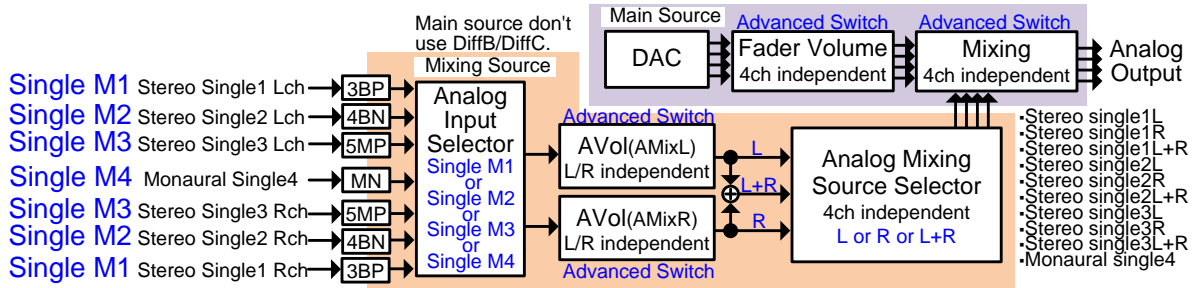 Main source don't
use DiffB/DiffC.
Mixing Source
Main Source
Advanced Switch
Advanced Switch
DAC
Fader Volume
4ch independent
Mixing
4ch independent
Analog
Output
Single M1 Stereo Single1 Lch 3BP
Single M2 Stereo Single2 Lch 4BN
Single M3 Stereo Single3 Lch 5MP
Single M4 Monaural Single4 MN
Single M3 Stereo Single3 Rch 5MP
Single M2 Stereo Single2 Rch 4BN
Single M1 Stereo Single1 Rch 3BP
Analog
Input
Selector
Single M1
or
Single M2
or
Single M3
or
Single M4
Advanced Switch
AVol(AMixL)
L/R independent
AVol(AMixR)
L/R independent
Advanced Switch
L
L+R
R
Analog Mixing
Source Selector
4ch independent
L or R or L+R
▪Stereo single1L
▪Stereo single1R
▪Stereo single1L+R
▪Stereo single2L
▪Stereo single2R
▪Stereo single2L+R
▪Stereo single3L
▪Stereo single3R
▪Stereo single3L+R
▪Monaural single4